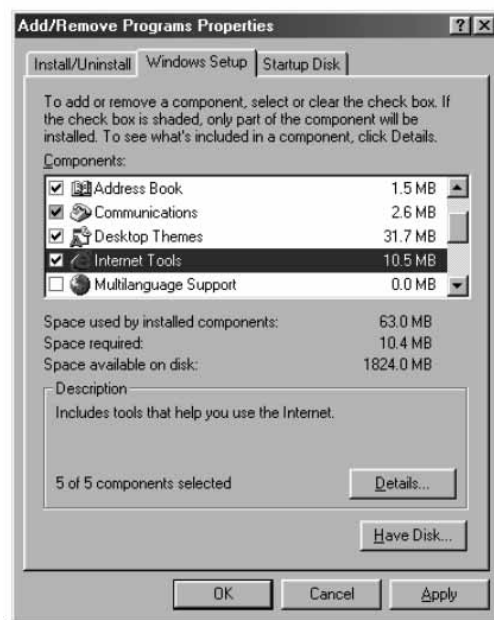 Add/Remove Programs Properties
Install/Uninstall Windows Setup Startup Disk
To add or remove a component, select or clear the check box. If
the check box is shaded, only part of the component will be
installed. To see what's included in a component, click Details.
Components:
Address Book 1.5 MB
Communications 2.6 MB
Desktop Themes 31.7 MB
Internet Tools 10.5 MB
Multilanguage Support 0.0 MB
Space used by installed components: 63.0 MB
Space required: 10.4 MB
Space available on disk: 1824.0 MB
Description
Includes tools that help you use the Internet.
5 of 5 components selected
Details...
Have Disk...
OK Cancel Apply